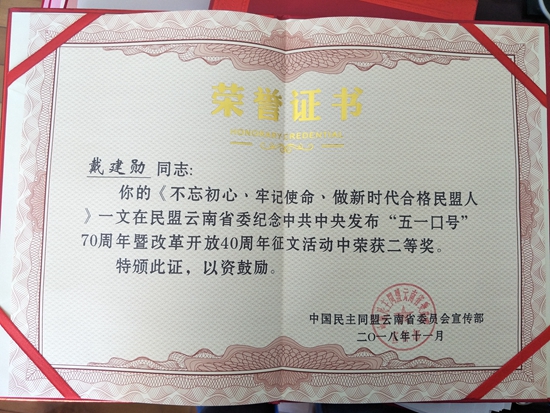 荣誉证书
HONORARY CREDENTIAL
戴建勋 同志:
你的《不忘初心、牢记使命、做新时代合格民盟人
》一文在民盟云南省委纪念中共中央发布“五一口号”
70周年暨改革开放40周年征文活动中荣获二等奖。
特颁此证，以资鼓励。
中国民主同盟云南省委员会宣传部
二〇一八年十一月